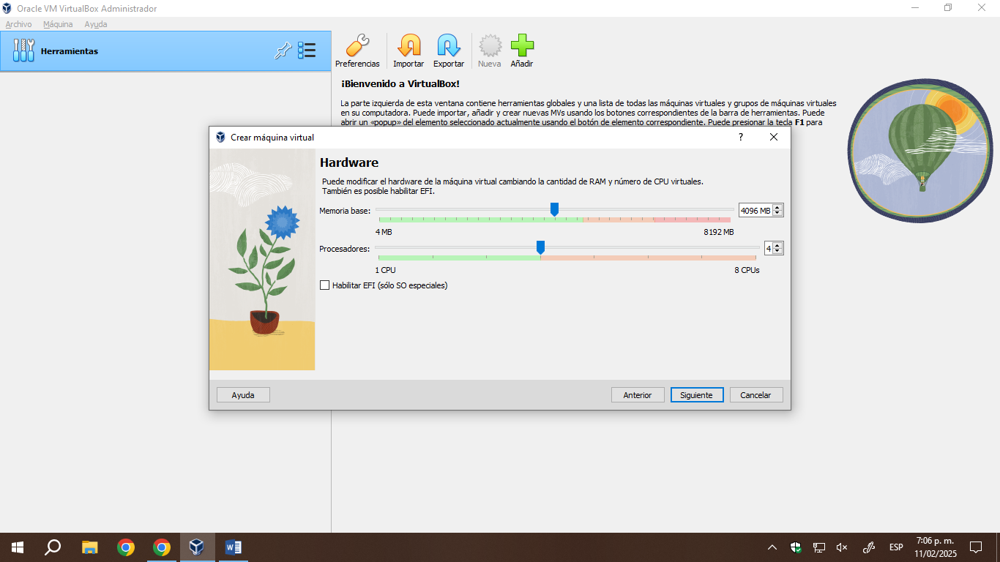 Oracle VM VirtualBox Administrador
Archivo Máquina Ayuda
Herramientas
Preferencias Importar Exportar Nueva Añadir
¡Bienvenido a VirtualBox!
La parte izquierda de esta ventana contiene herramientas globales y una lista de todas las máquinas virtuales y grupos de máquinas virtuales
en su computadora. Puede importar, añadir y crear nuevas MVs usando los botones correspondientes de la barra de herramientas. Puede
abrir un «popup» del elemento seleccionado actualmente usando el botón de elemento correspondiente. Puede presionar la tecla F1 para
Crear máquina virtual
?
Hardware
Puede modificar el hardware de la máquina virtual cambiando la cantidad de RAM y número de CPU virtuales.
También es posible habilitar EFI.
Memoria base: 4096 MB
4 MB 8192 MB
Procesadores: 4
1 CPU 8 CPUs
Habilitar EFI (sólo SO especiales)
Ayuda Anterior Siguiente Cancelar
W
ESP
7:06 p. m.
11/02/2025